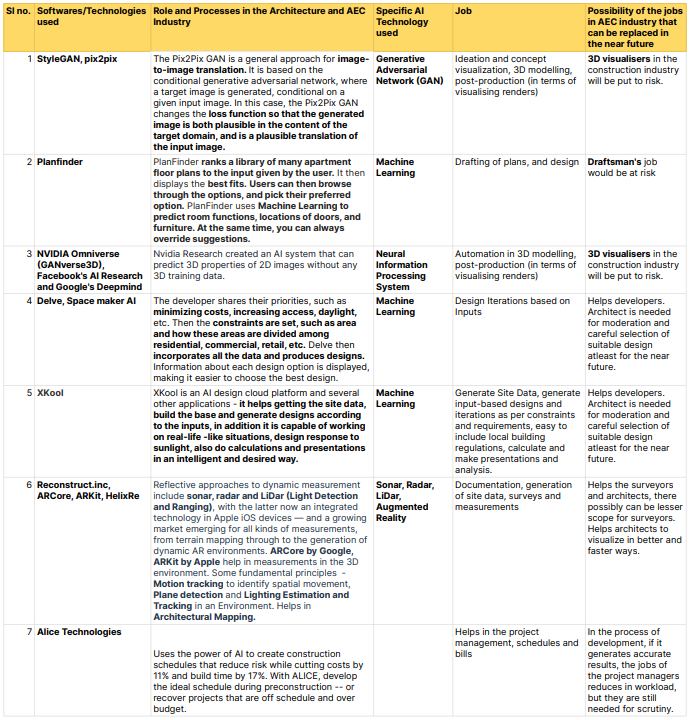 Sl no. Softwares/Technologies used
Role and Processes in the Architecture and AEC Industry
Specific AI Technology used
Job
Possibility of the jobs in AEC industry that can be replaced in the near future
1
StyleGAN, pix2pix
The Pix2Pix GAN is a general approach for image-
to-image translation. It is based on the
conditional generative adversarial network, where
a target image is generated, conditional on a
given input image. In this case, the Pix2Pix GAN
changes the loss function so that the generated
image is both plausible in the content of the
target domain, and is a plausible translation of
the input image.
Generative
Adversarial
Network (GAN)
Ideation and concept
visualization, 3D modelling,
post-production (in terms of
visualising renders)
3D visualisers in the
construction industry
will be put to risk.
2
Planfinder
PlanFinder ranks a library of many apartment
floor plans to the input given by the user. It then
displays the best fits. Users can then browse
through the options, and pick their preferred
option. PlanFinder uses Machine Learning to
predict room functions, locations of doors, and
furniture. At the same time, you can always
override suggestions.
Machine
Learning
Drafting of plans, and design
Draftsman's job
would be at risk
3
NVIDIA Omniverse
(GANverse3D),
Facebook's AI Research
and Google's Deepmind
Nvidia Research created an AI system that can
predict 3D properties of 2D images without any
3D training data.
Neural
Information
Processing
System
Automation in 3D modelling,
post-production (in terms of
visualising renders)
3D visualisers in the
construction industry
will be put to risk.
4
Delve, Space maker AI
The developer shares their priorities, such as
minimizing costs, increasing access, daylight,
etc. Then the constraints are set, such as area
and how these areas are divided among
residential, commercial, retail, etc. Delve then
incorporates all the data and produces designs.
Information about each design option is displayed,
making it easier to choose the best design.
Machine
Learning
Design Iterations based on
Inputs
Helps developers.
Architect is needed
for moderation and
careful selection of
suitable design
atleast for the near
future.
5
XKool
XKool is an AI design cloud platform and several
other applications - it helps getting the site data,
build the base and generate designs according
to the inputs, in addition it is capable of working
on real-life -like situations, design response to
sunlight, also do calculations and presentations
in an intelligent and desired way.
Machine
Learning
Generate Site Data, generate
input-based designs and
iterations as per constraints
and requirements, easy to
include local building
regulations, calculate and
make presentations and
analysis.
Helps developers.
Architect is needed
for moderation and
careful selection of
suitable design
atleast for the near
future.
6
Reconstruct.inc,
ARCore, ARKit, HelixRe
Reflective approaches to dynamic measurement
include sonar, radar and LiDar (Light Detection
and Ranging), with the latter now an integrated
technology in Apple iOS devices — and a growing
market emerging for all kinds of measurements,
from terrain mapping through to the generation of
dynamic AR environments. ARCore by Google,
ARKit by Apple help in measurements in the 3D
environment. Some fundamental principles -
Motion tracking to identify spatial movement,
Plane detection and Lighting Estimation and
Tracking in an Environment. Helps in
Architectural Mapping.
Sonar, Radar,
LiDar,
Augmented
Reality
Documentation, generation
of site data, surveys and
measurements
Helps the surveyors
and architects, there
possibly can be lesser
scope for surveyors.
Helps architects to
visualize in better and
faster ways.
7
Alice Technologies
Uses the power of AI to create construction
schedules that reduce risk while cutting costs by
11% and build time by 17%. With ALICE, develop
the ideal schedule during preconstruction -- or
recover projects that are off schedule and over
budget.
Helps in the project
management, schedules and
bills
In the process of
development, if it
generates accurate
results, the jobs of
the project managers
reduces in workload,
but they are still
needed for scrutiny.